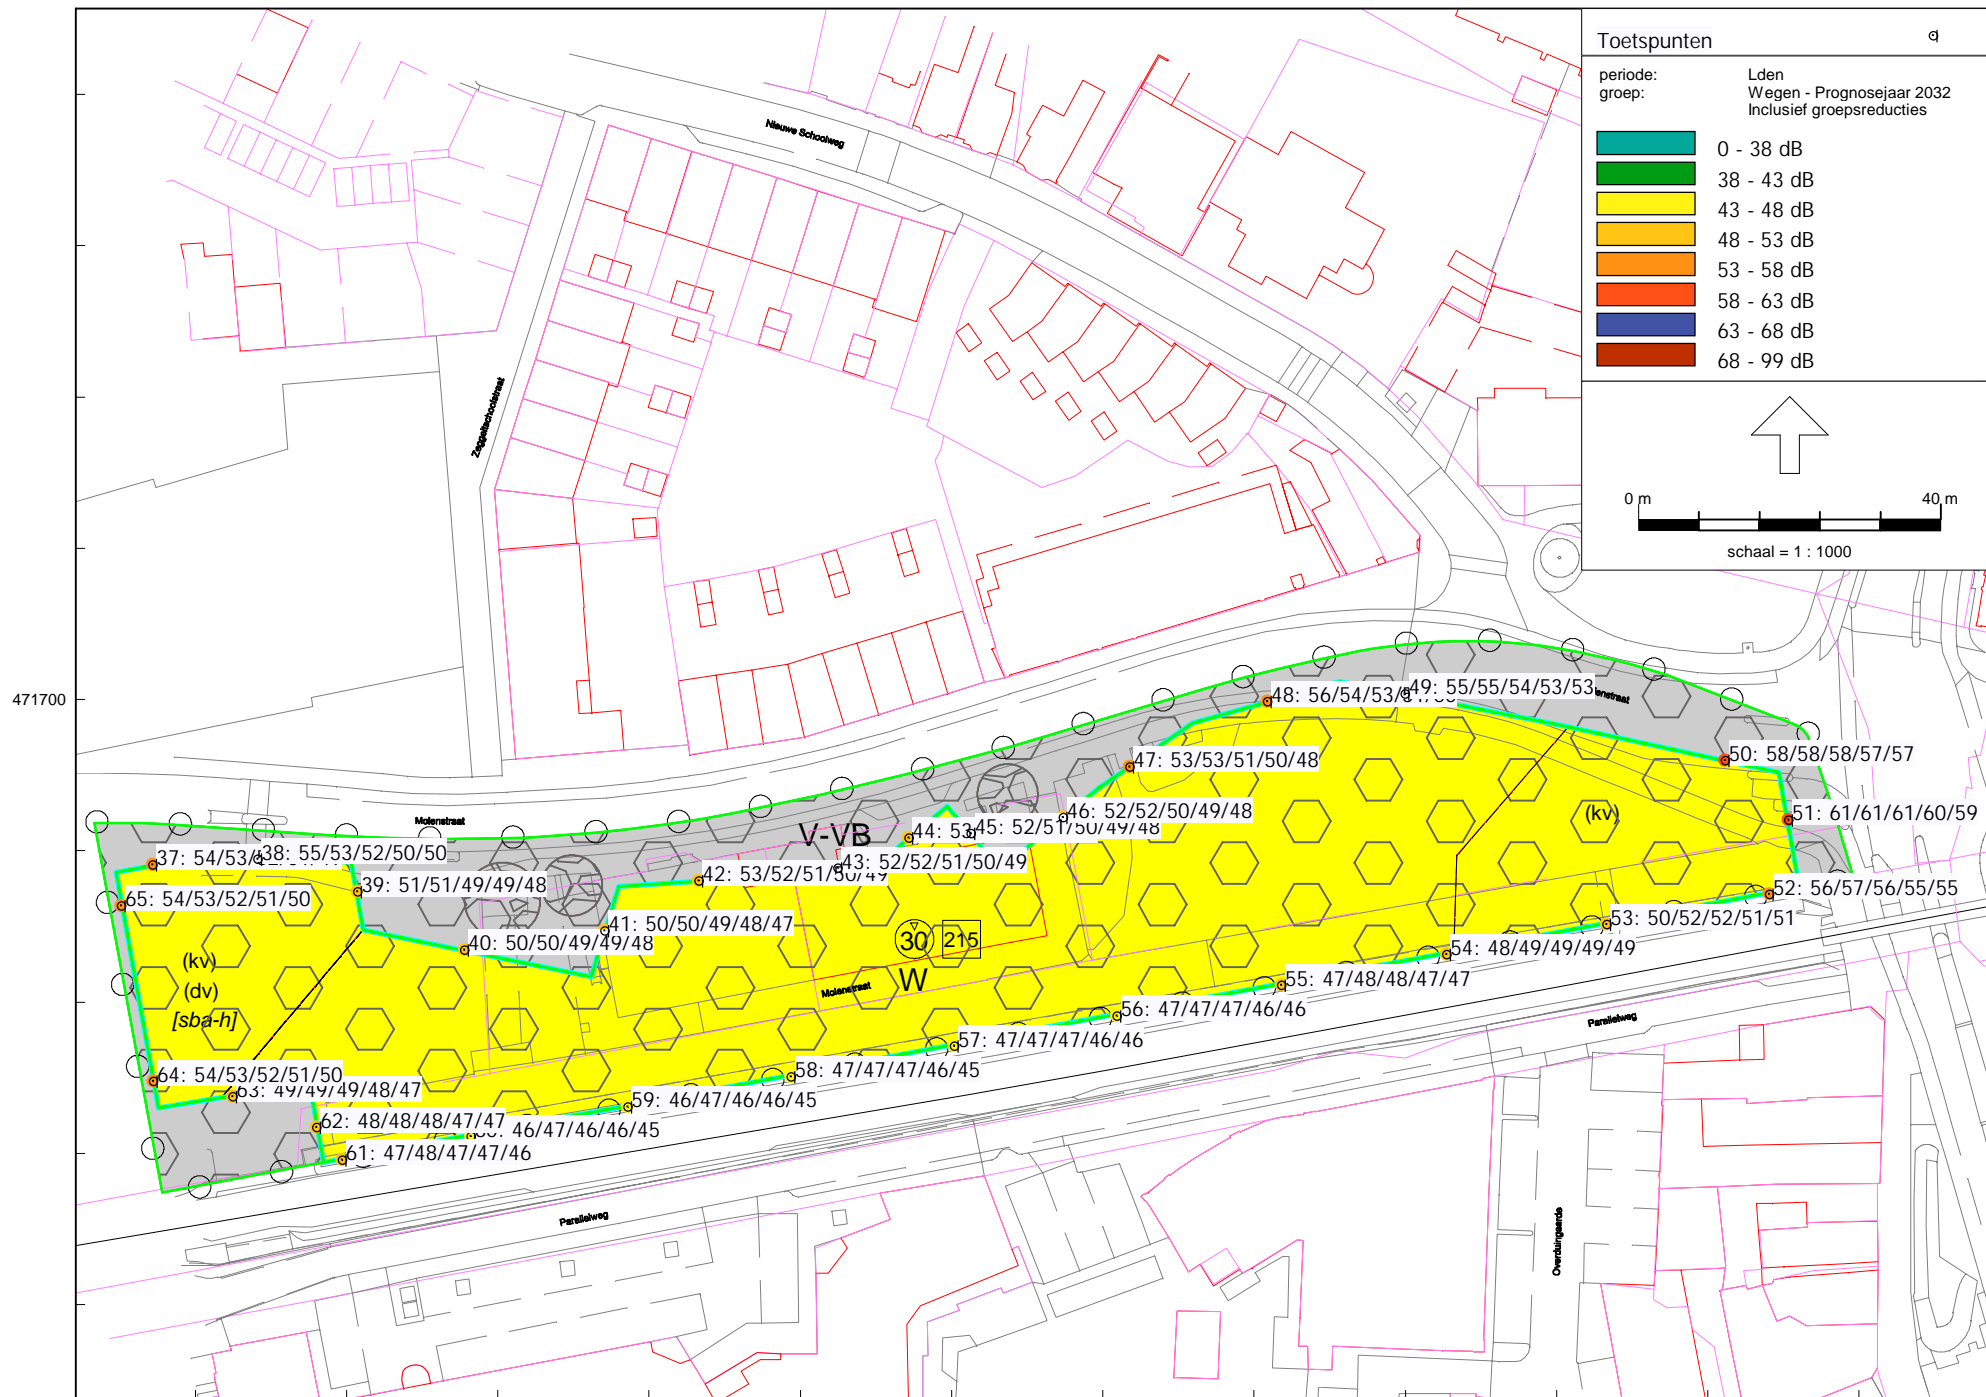 Toetspunten
periode: Lden
groep: Wegen - Prognosejaar 2032
Inclusief groepsreducties
0 - 38 dB
38 - 43 dB
43 - 48 dB
48 - 53 dB
53 - 58 dB
58 - 63 dB
63 - 68 dB
68 - 99 dB
0 m 40 m
schaal = 1 : 1000
Nieuwe Schoolweg
Zeggeltschoolstraat
471700
48: 56/54/53/
49: 55/55/54/53/53
47: 53/53/51/50/48
50: 58/58/58/57/57
46: 52/52/50/49/48
51: 61/61/61/60/59
(kv)
Molenstraat
V-VB
44: 53
45: 52/51/50/49/48
37: 54/53/
38: 55/53/52/50/50
43: 52/52/51/50/49
42: 53/52/51/50/49
39: 51/51/49/49/48
52: 56/57/56/55/55
65: 54/53/52/51/50
41: 50/50/49/48/47
53: 50/52/52/51/51
40: 50/50/49/49/48
30 215
54: 48/49/49/49/49
(kv)
(dv)
[sba-h]
W
Molenstraat
55: 47/48/48/47/47
56: 47/47/47/46/46
Parallelweg
57: 47/47/47/46/46
58: 47/47/47/46/45
64: 54/53/52/51/50
63: 49/49/49/48/47
59: 46/47/46/46/45
62: 48/48/48/47/47
46/47/46/46/45
61: 47/48/47/47/46
Parallelweg
Overduingaarde